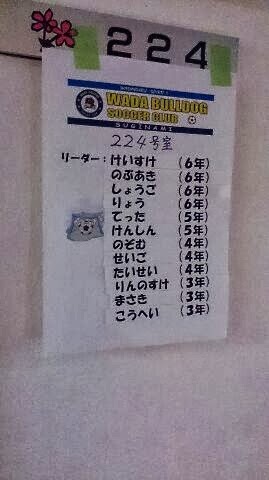 224
WADA BULLDOG
SOCCER CLUB
SUGINAMI
224号室
リーダー：けいすけ （6年）
のぶあき （6年）
しょうご （6年）
りょう （6年）
てった （5年）
けんしん （5年）
のぞむ （4年）
せいご （4年）
たいせい （4年）
りんのすけ （3年）
まさき （3年）
こうへい （3年）